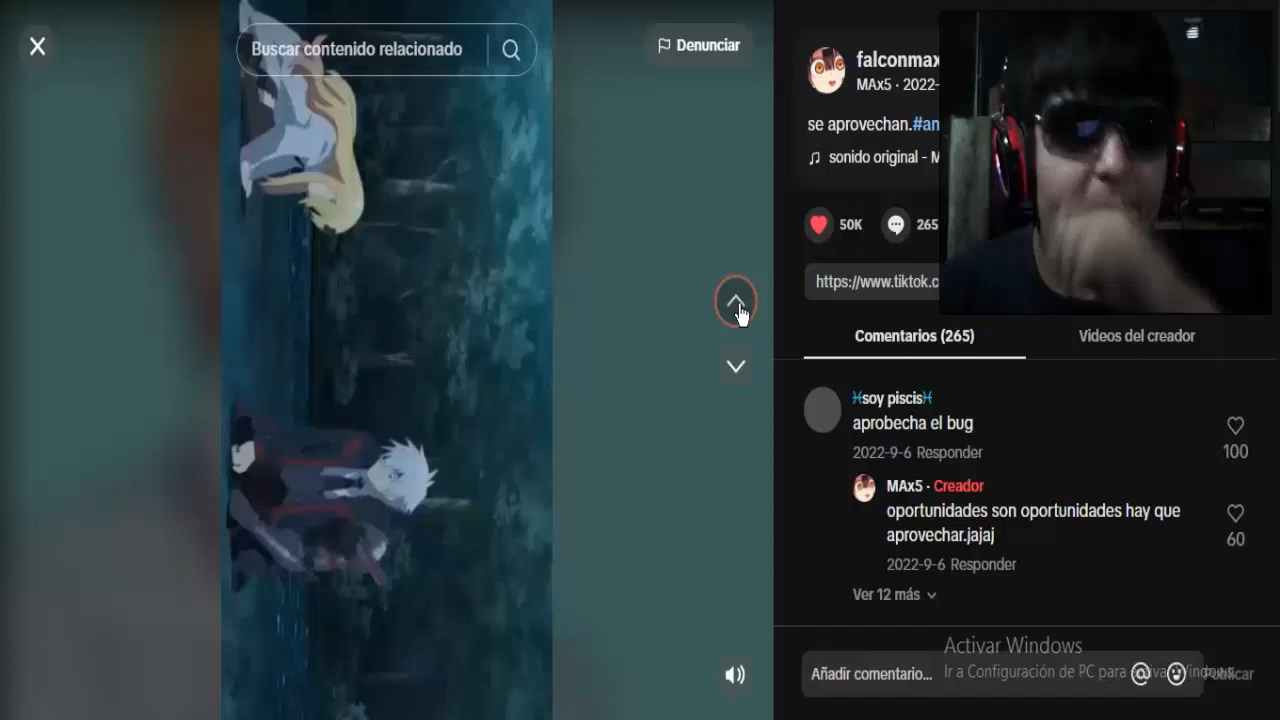 Buscar contenido relacionado
Denunciar
falconmax
MAx5 · 2022-
se aprovechan.#an
sonido original - M
50K
265
https://www.tiktok.c
Comentarios (265)
Videos del creador
♓soy piscis♓
aprobecha el bug
2022-9-6 Responder
100
MAx5 · Creador
oportunidades son oportunidades hay que
aprovechar.jajaj
2022-9-6 Responder
60
Ver 12 más
Activar Windows
Ir a Configuración de PC para activar Windows.
Añadir comentario...
Publicar